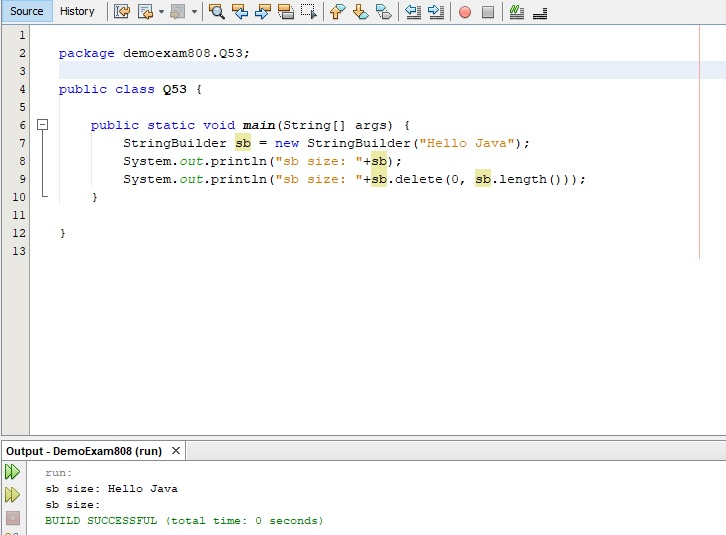 Source History
1
2 package demoexam808.Q53;
3
4 public class Q53 {
5
6 public static void main(String[] args) {
7 StringBuilder sb = new StringBuilder("Hello Java");
8 System.out.println("sb size: "+sb);
9 System.out.println("sb size: "+sb.delete(0, sb.length()));
10 }
11
12 }
13
Output - DemoExam808 (run) ×
run:
sb size: Hello Java
sb size:
BUILD SUCCESSFUL (total time: 0 seconds)